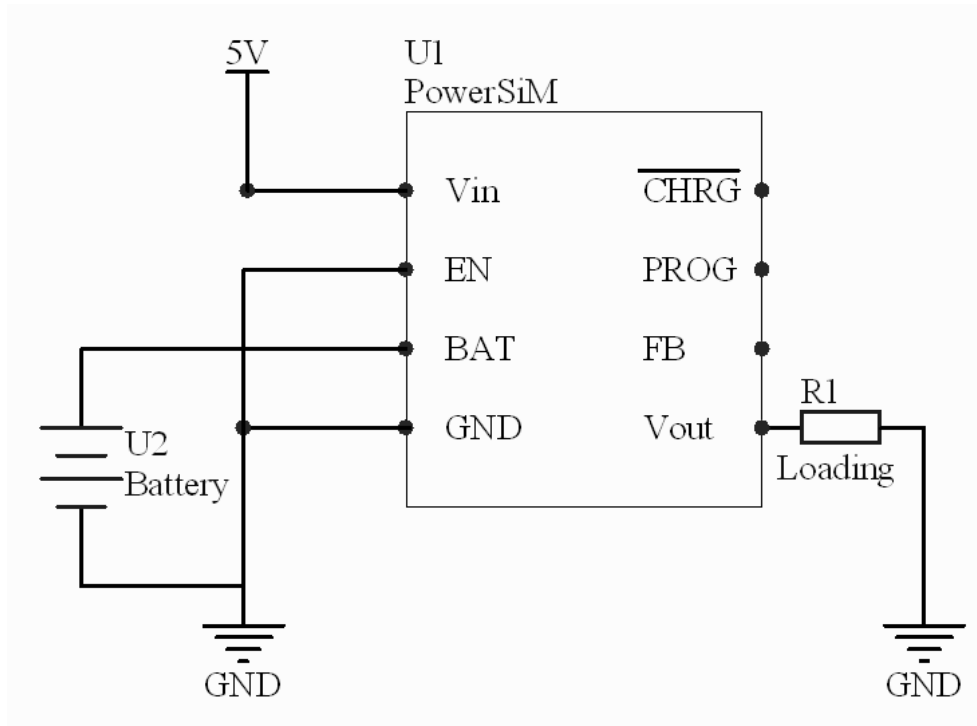 5V
U1
PowerSiM
Vin
CHRG
EN
PROG
BAT
FB
GND
Vout
R1
Loading
U2
Battery
GND
GND